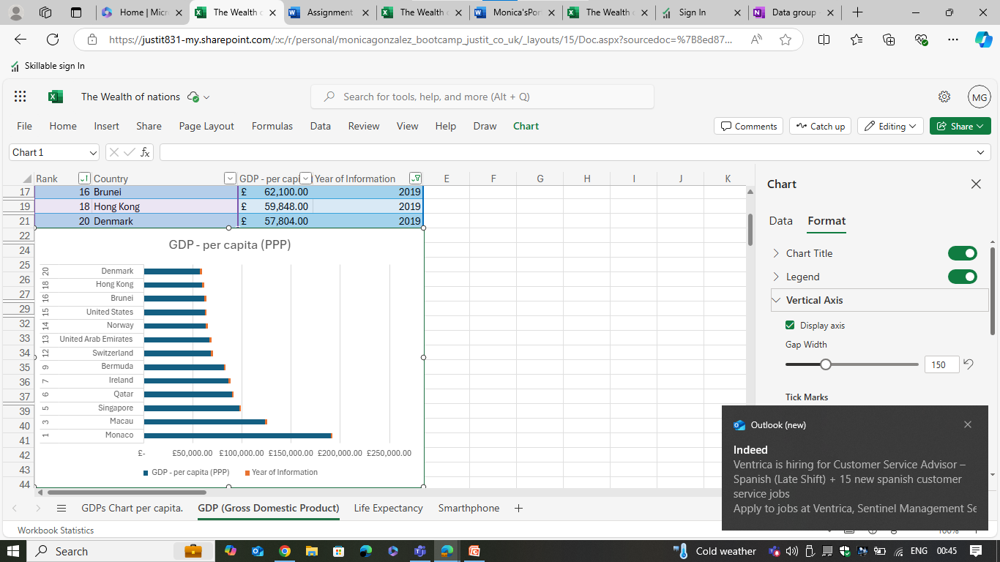 Home | Micr
The Wealth o
Assignment
The Wealth o
Monica'sPor
The Wealth o
Sign In
Data group
https://justit831-my.sharepoint.com/:x:/r/personal/monicagonzalez_bootcamp_justit_co_uk/_layouts/15/Doc.aspx?sourcedoc=%7B8ed87...
Skillable sign In
The Wealth of nations
Search for tools, help, and more (Alt + Q)
MG
File Home Insert Share Page Layout Formulas Data Review View Help Draw Chart
Comments Catch up Editing Share
Chart 1
fx
Rank Country GDP - per capi Year of Information E F G H I J K
17 16 Brunei £ 62,100.00 2019
19 18 Hong Kong £ 59,848.00 2019
21 20 Denmark £ 57,804.00 2019
22
24
25
26
27
29
32
33
34
35
36
37
39
40
41
42
43
44
GDP - per capita (PPP)
20 Denmark
18 Hong Kong
16 Brunei
15 United States
14 Norway
13 United Arab Emirates
12 Switzerland
9 Bermuda
7 Ireland
6 Qatar
5 Singapore
3 Macau
1 Monaco
£- £50,000.00 £100,000.00 £150,000.00 £200,000.00 £250,000.00
GDP - per capita (PPP) Year of Information
Chart
Data Format
Chart Title
Legend
Vertical Axis
Display axis
Gap Width
150
Tick Marks
Outlook (new)
Indeed
Ventrica is hiring for Customer Service Advisor –
Spanish (Late Shift) + 15 new spanish customer
service jobs
Apply to jobs at Ventrica, Sentinel Management Se
GDPs Chart per capita. GDP (Gross Domestic Product) Life Expectancy Smarthphone
Workbook Statistics
Search
Cold weather
ENG 00:45